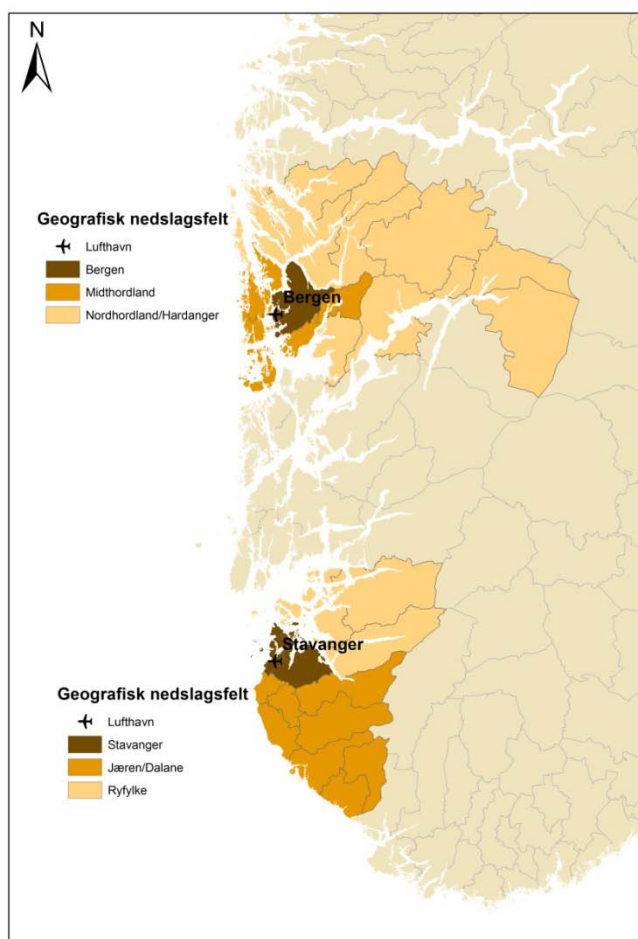 N
Geografisk nedslagsfelt
Lufthavn
Bergen
Midthordland
Nordhordland/Hardanger
Bergen
Stavanger
Geografisk nedslagsfelt
Lufthavn
Stavanger
Jæren/Dalane
Ryfylke